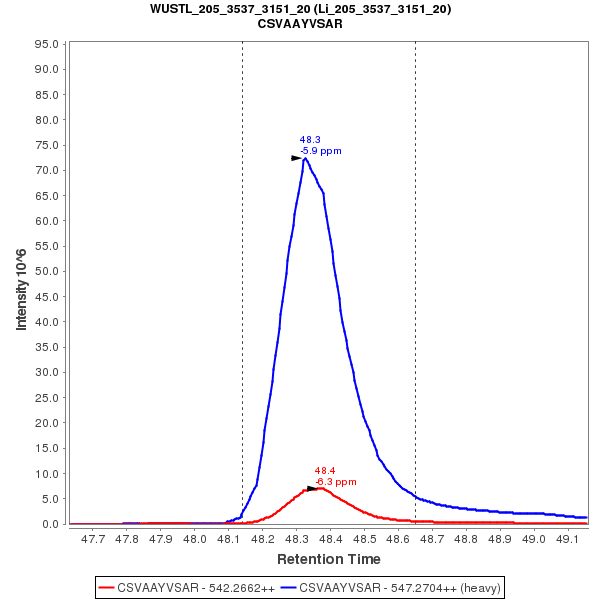 WUSTL_205_3537_3151_20 (Li_205_3537_3151_20)
CSVAAYVSAR
95.0
90.0
85.0
80.0
75.0
70.0
65.0
60.0
55.0
50.0
45.0
40.0
35.0
30.0
25.0
20.0
15.0
10.0
5.0
0.0
Intensity 10^6
48.3
-5.9 ppm
48.4
-6.3 ppm
47.7 47.8 47.9 48.0 48.1 48.2 48.3 48.4 48.5 48.6 48.7 48.8 48.9 49.0 49.1
Retention Time
CSVAAYVSAR - 542.2662++ CSVAAYVSAR - 547.2704++ (heavy)